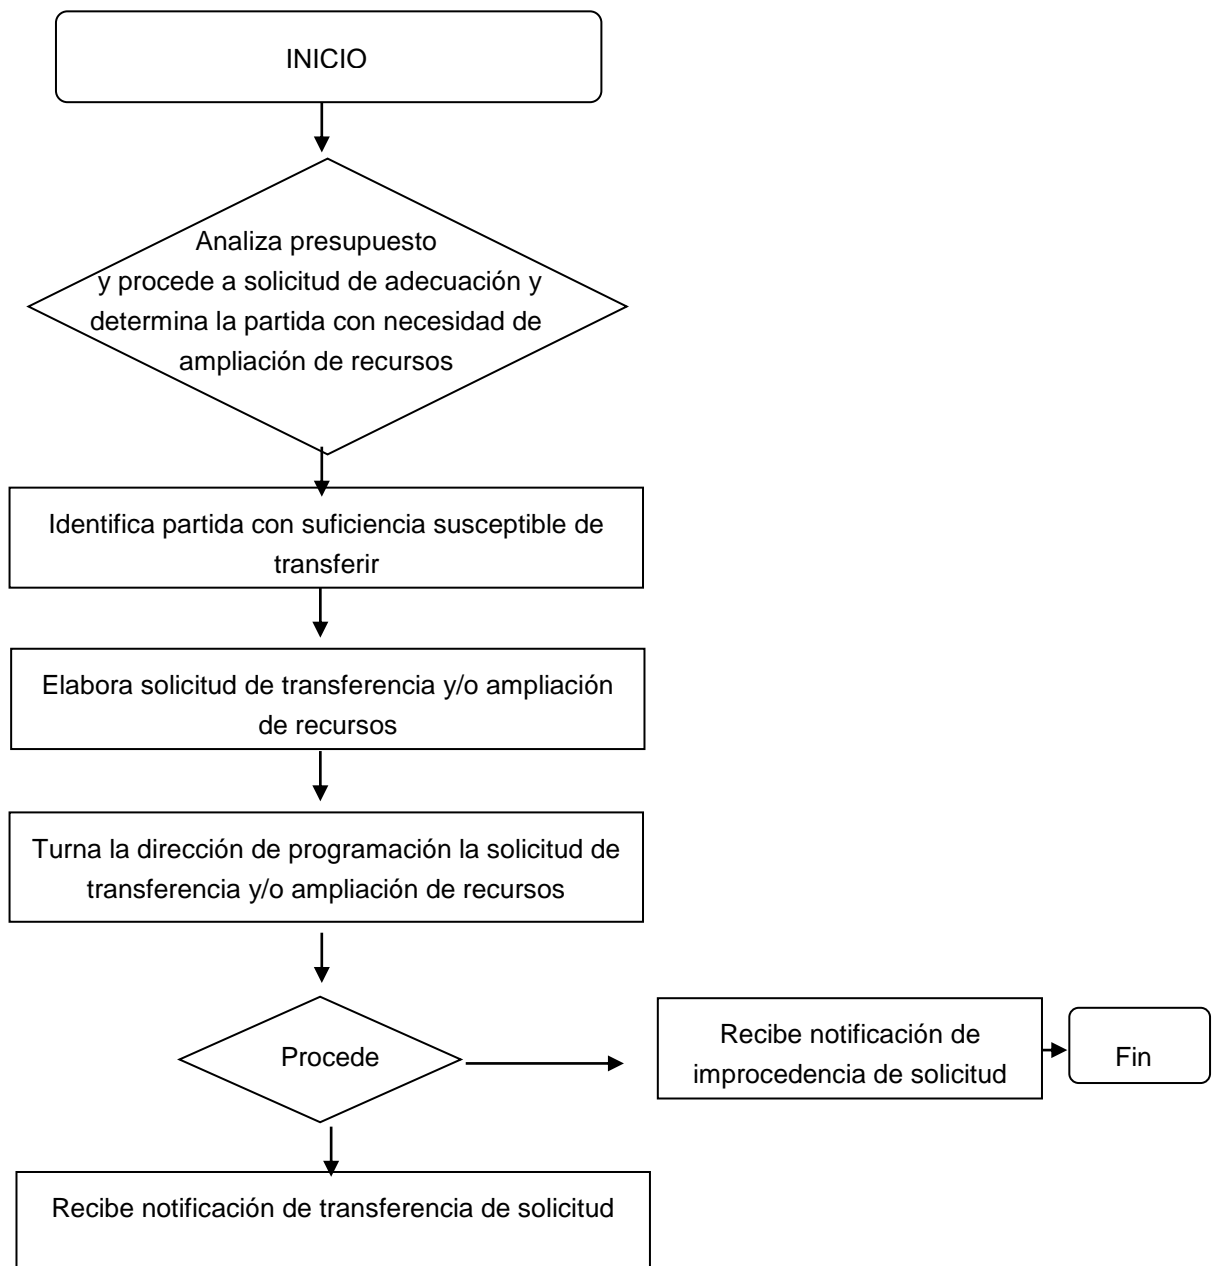 INICIO
Analiza presupuesto
y procede a solicitud de adecuación y
determina la partida con necesidad de
ampliación de recursos
Identifica partida con suficiencia susceptible de
transferir
Elabora solicitud de transferencia y/o ampliación
de recursos
Turna la dirección de programación la solicitud de
transferencia y/o ampliación de recursos
Procede
Recibe notificación de
improcedencia de solicitud
Fin
Recibe notificación de transferencia de solicitud